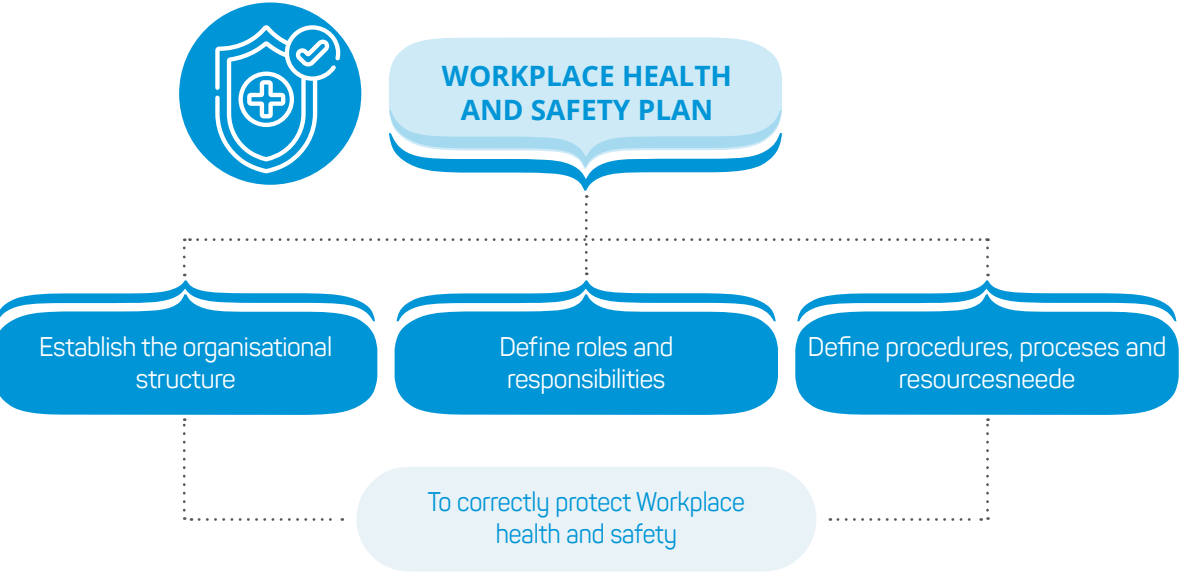 WORKPLACE HEALTH
AND SAFETY PLAN
Establish the organisational
structure
Define roles and
responsibilities
Define procedures, proceses and
resourcesneede
To correctly protect Workplace
health and safety